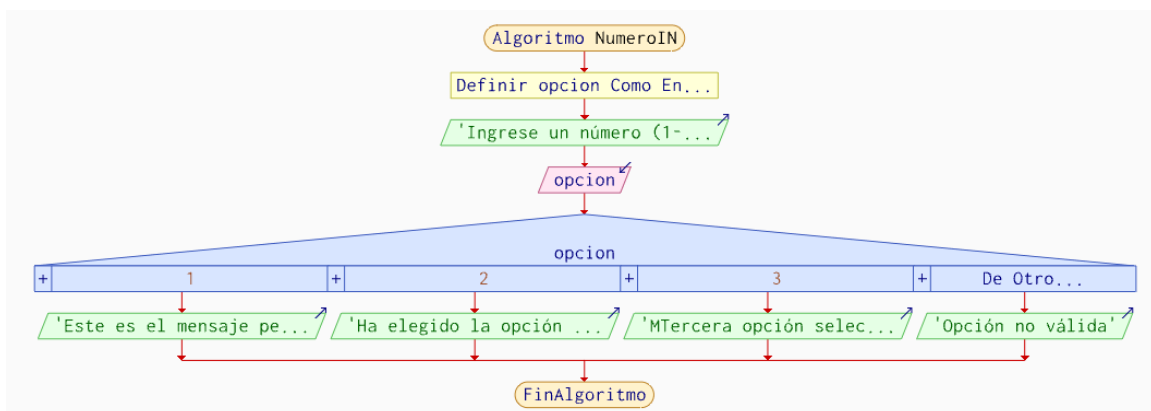 Algoritmo NumeroIN
Definir opcion Como En...
'Ingrese un número (1-...
opcion
opcion
+ 1 + 2 + 3 + De Otro...
'Este es el mensaje pe... 'Ha elegido la opción ... 'MTercera opción selec... 'Opción no válida'
FinAlgoritmo